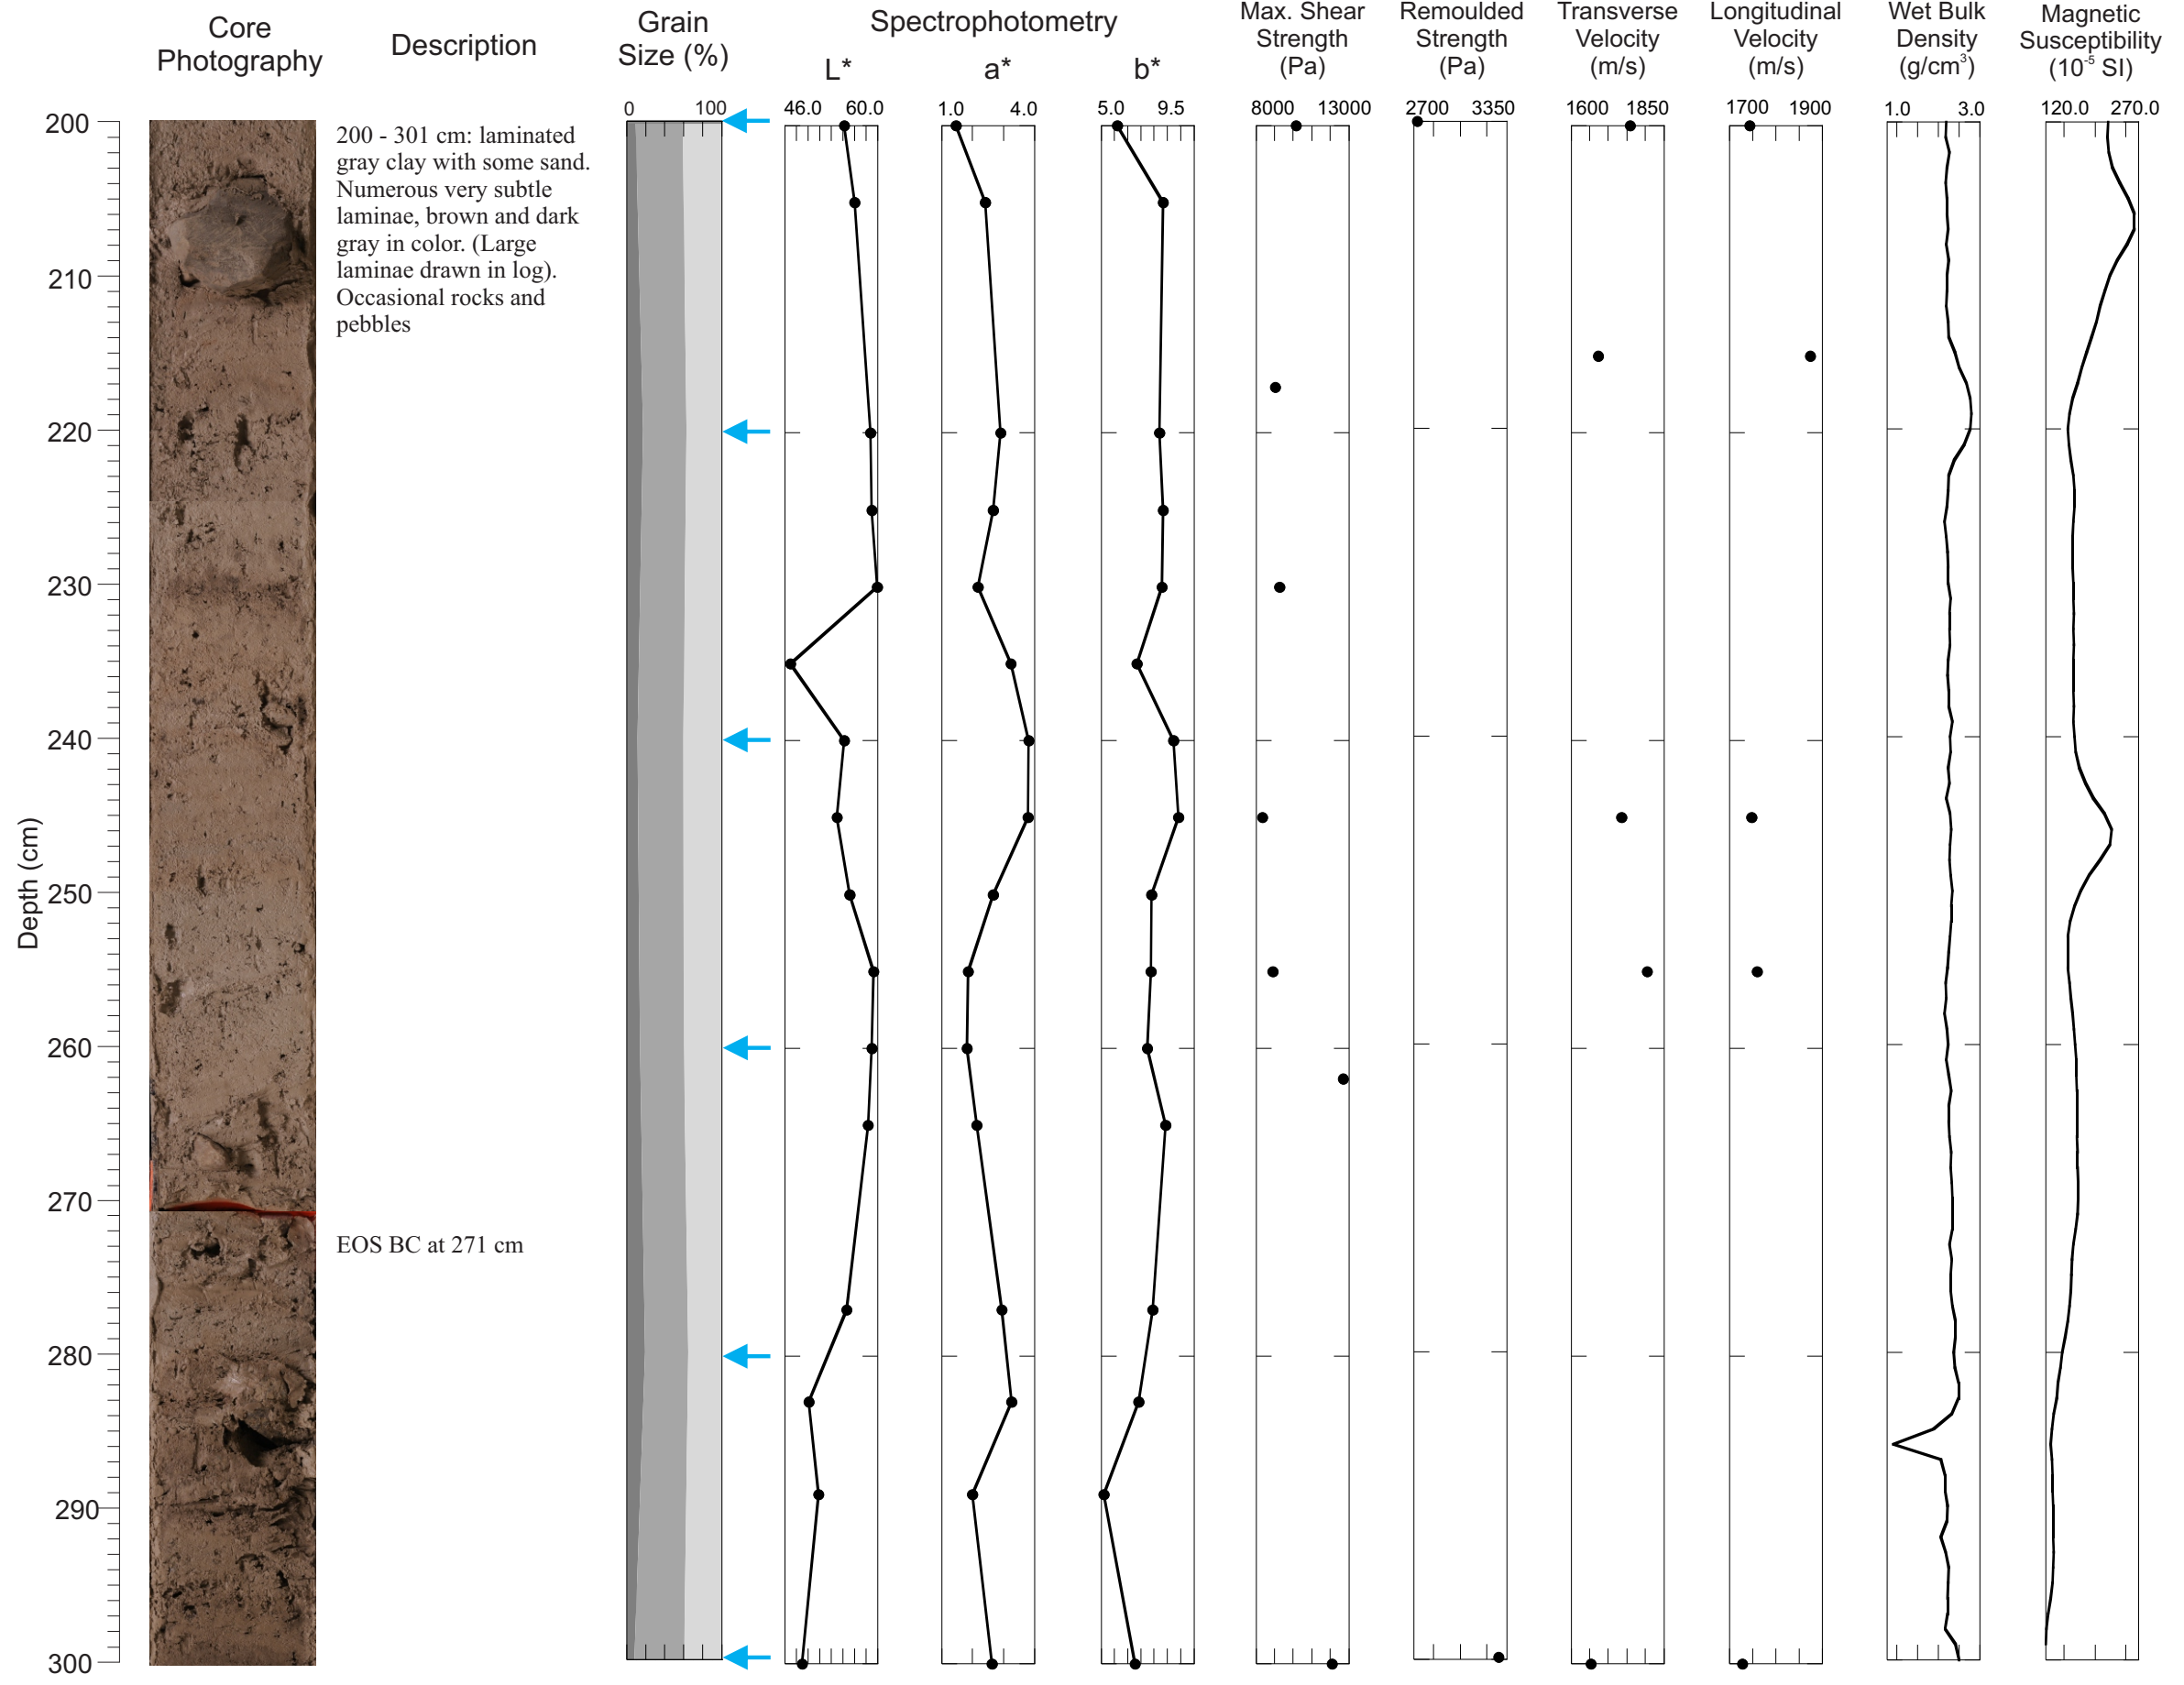 Core
Photography
Description
Grain
Size (%)
Spectrophotometry
L*
a*
b*
Max. Shear
Strength
(Pa)
Remoulded
Strength
(Pa)
Transverse
Velocity
(m/s)
Longitudinal
Velocity
(m/s)
Wet Bulk
Density
(g/cm³)
Magnetic
Susceptibility
(10⁻⁵ SI)
0 100
46.0 60.0
1.0 4.0
5.0 9.5
8000 13000
2700 3350
1600 1850
1700 1900
1.0 3.0
120.0 270.0
200 - 301 cm: laminated
gray clay with some sand.
Numerous very subtle
laminae, brown and dark
gray in color. (Large
laminae drawn in log).
Occasional rocks and
pebbles
EOS BC at 271 cm
Depth (cm)
200
210
220
230
240
250
260
270
280
290
300